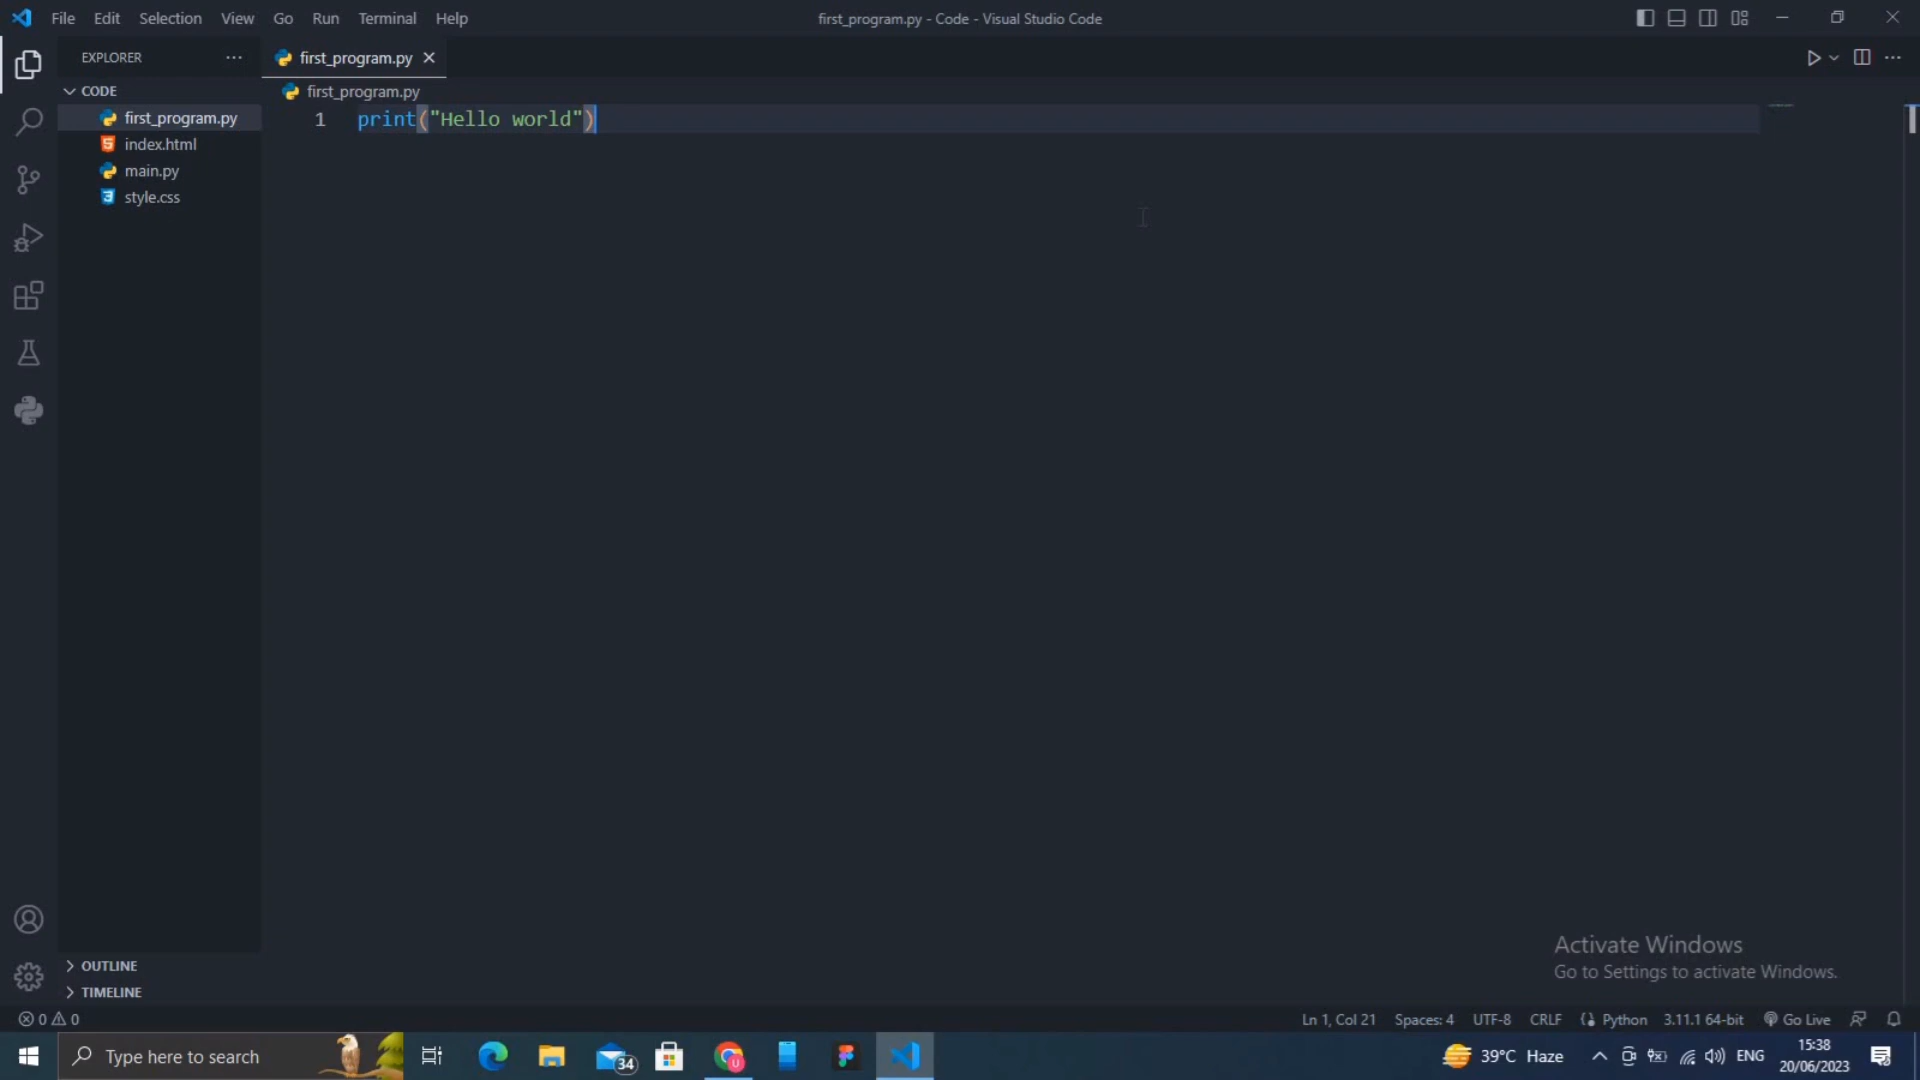 File Edit Selection View Go Run Terminal Help
first_program.py - Code - Visual Studio Code
EXPLORER
first_program.py
CODE
first_program.py
index.html
main.py
style.css
first_program.py
1 print("Hello world")
OUTLINE
TIMELINE
Activate Windows
Go to Settings to activate Windows.
0 0
Ln 1, Col 21 Spaces: 4 UTF-8 CRLF Python 3.11.1 64-bit Go Live
Type here to search
34
U
39°C Haze
ENG
15:38
20/06/2023